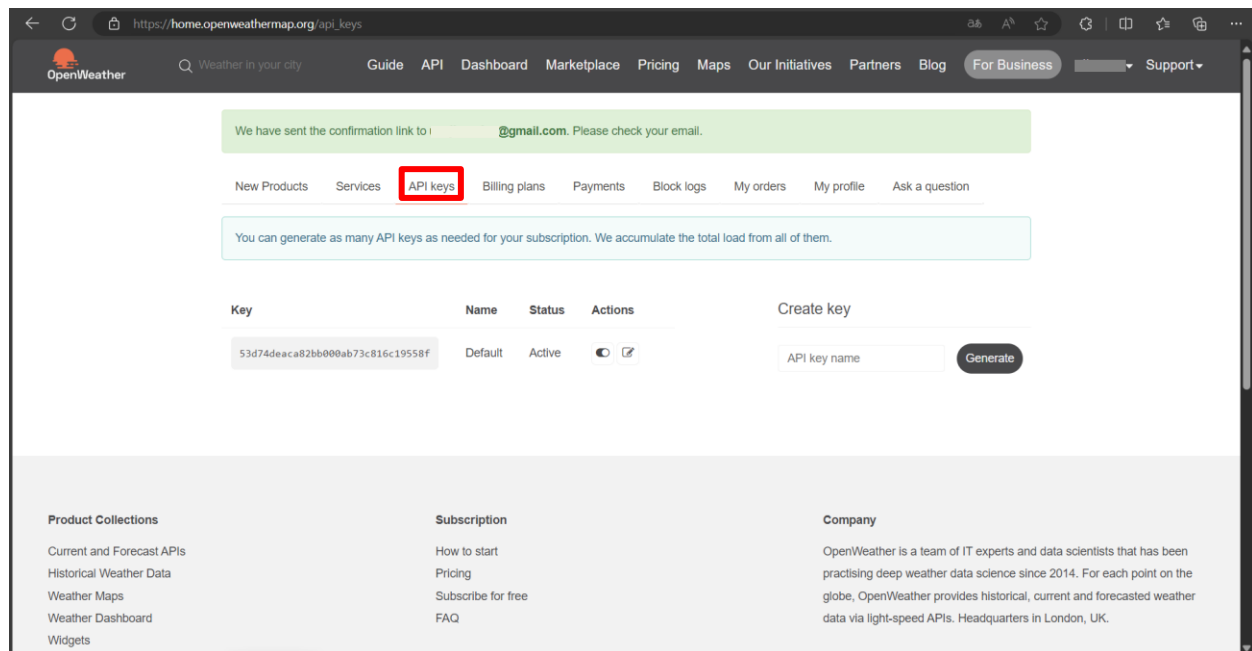 https://home.openweathermap.org/api_keys
OpenWeather
Weather in your city
Guide API Dashboard Marketplace Pricing Maps Our Initiatives Partners Blog For Business Support
We have sent the confirmation link to @gmail.com. Please check your email.
New Products Services API keys Billing plans Payments Block logs My orders My profile Ask a question
You can generate as many API keys as needed for your subscription. We accumulate the total load from all of them.
Key Name Status Actions Create key
53d74deaca82bb000ab73c816c19558f Default Active API key name Generate
Product Collections
Current and Forecast APIs
Historical Weather Data
Weather Maps
Weather Dashboard
Widgets
Subscription
How to start
Pricing
Subscribe for free
FAQ
Company
OpenWeather is a team of IT experts and data scientists that has been
practising deep weather data science since 2014. For each point on the
globe, OpenWeather provides historical, current and forecasted weather
data via light-speed APIs. Headquarters in London, UK.